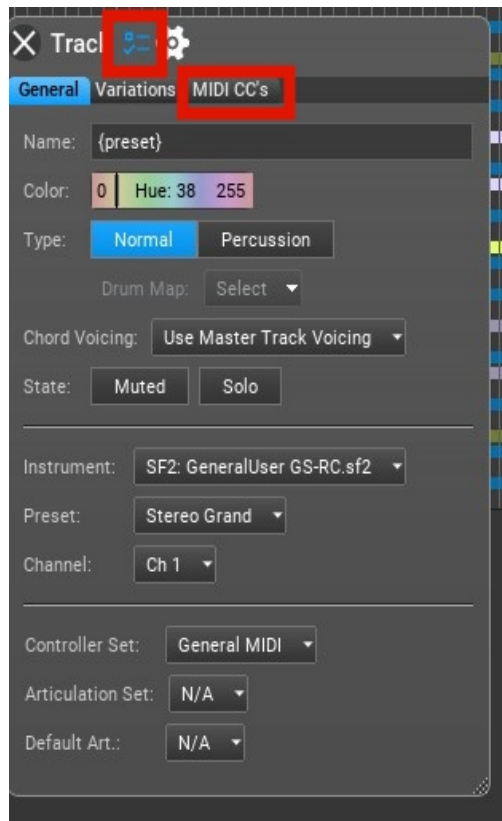 Track
General Variations MIDI CC's
Name: {preset}
Color: 0 Hue: 38 255
Type: Normal Percussion
Drum Map: Select
Chord Voicing: Use Master Track Voicing
State: Muted Solo
Instrument: SF2: GeneralUser GS-RC.sf2
Preset: Stereo Grand
Channel: Ch 1
Controller Set: General MIDI
Articulation Set: N/A
Default Art.: N/A